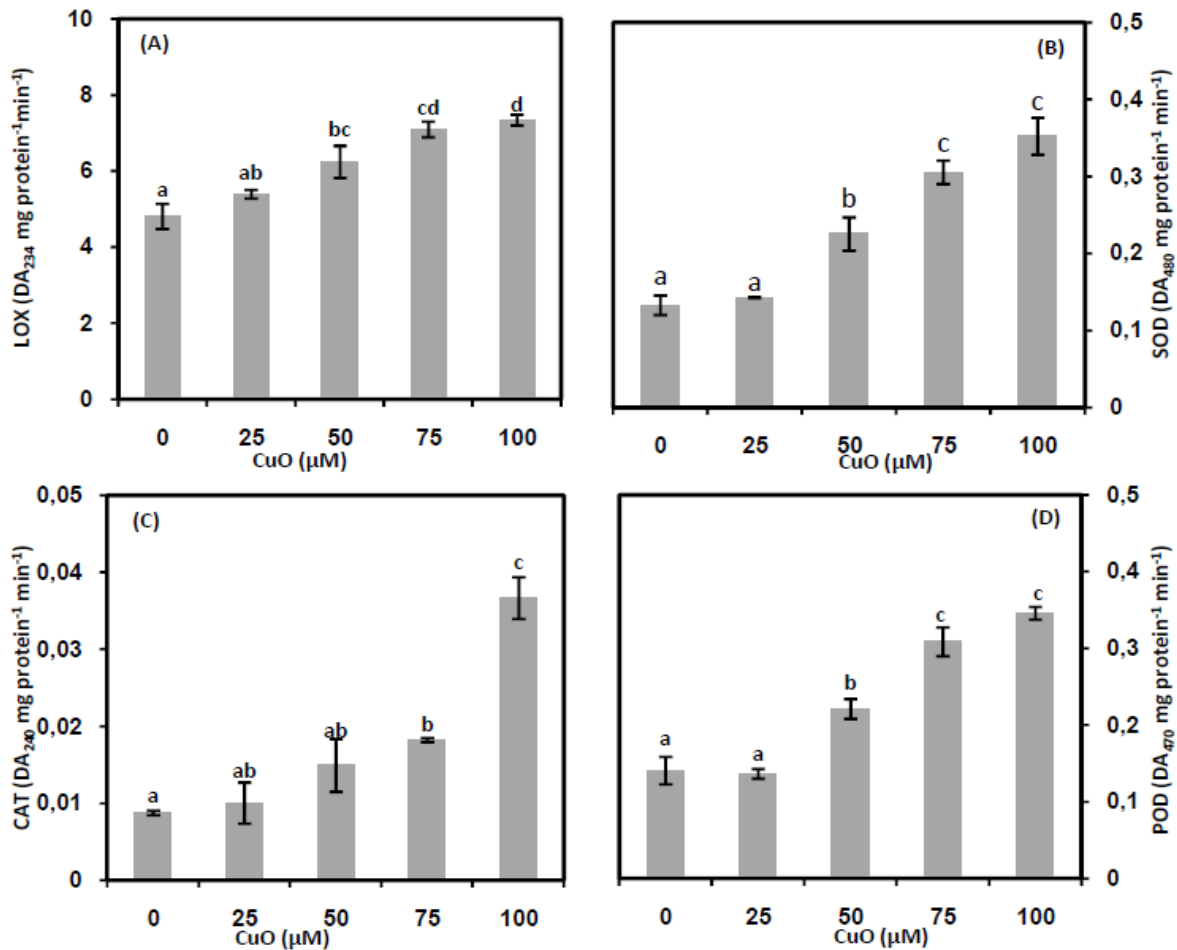 (A)
LOX (DA234 mg protein-1min-1)
10
8
6
4
2
0
a
ab
bc
cd
d
0 25 50 75 100
CuO (µM)
(B)
SOD (DA480 mg protein-1 min-1)
0,5
0,4
0,3
0,2
0,1
0
a
a
b
c
c
0 25 50 75 100
CuO (µM)
(C)
CAT (DA240 mg protein-1 min-1)
0,05
0,04
0,03
0,02
0,01
0
a
ab
ab
b
c
0 25 50 75 100
CuO (µM)
(D)
POD (DA470 mg protein-1 min-1)
0,5
0,4
0,3
0,2
0,1
0
a
a
b
c
c
0 25 50 75 100
CuO (µM)